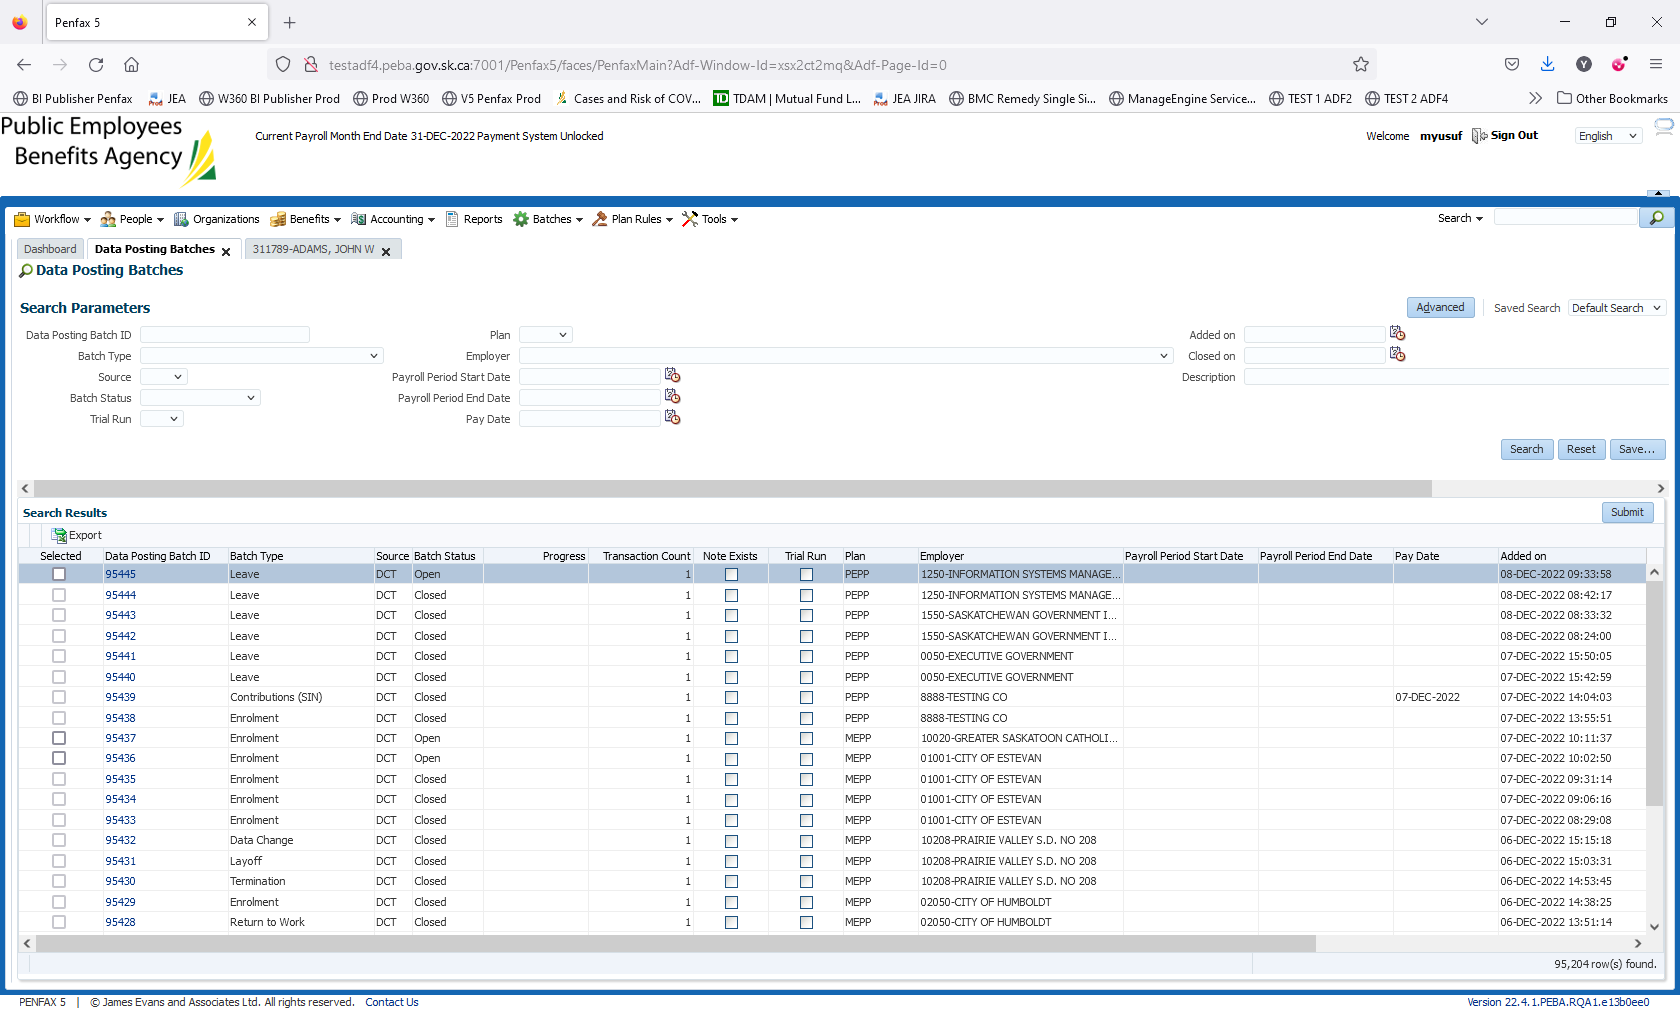 Penfax 5
testadf4.peba.gov.sk.ca:7001/Penfax5/faces/PenfaxMain?Adf-Window-Id=xsx2ct2mq&Adf-Page-Id=0
Y
BI Publisher Penfax JEA W360 BI Publisher Prod Prod W360 V5 Penfax Prod Cases and Risk of COV... TD TDAM | Mutual Fund L... JEA JIRA BMC Remedy Single Si... ManageEngine Service... TEST 1 ADF2 TEST 2 ADF4 Other Bookmarks
Public Employees
Benefits Agency
Current Payroll Month End Date 31-DEC-2022 Payment System Unlocked
Welcome myusuf Sign Out English
Workflow People Organizations Benefits Accounting Reports Batches Plan Rules Tools Search
Dashboard Data Posting Batches 311789-ADAMS, JOHN W
Data Posting Batches
Search Parameters Advanced Saved Search Default Search
Data Posting Batch ID Plan Added on
Batch Type Employer Closed on
Source Payroll Period Start Date Description
Batch Status Payroll Period End Date
Trial Run Pay Date
Search Reset Save...
Search Results Submit
Export
Selected Data Posting Batch ID Batch Type Source Batch Status Progress Transaction Count Note Exists Trial Run Plan Employer Payroll Period Start Date Payroll Period End Date Pay Date Added on
95445 Leave DCT Open 1 PEPP 1250-INFORMATION SYSTEMS MANAGE... 08-DEC-2022 09:33:58
95444 Leave DCT Closed 1 PEPP 1250-INFORMATION SYSTEMS MANAGE... 08-DEC-2022 08:42:17
95443 Leave DCT Closed 1 PEPP 1550-SASKATCHEWAN GOVERNMENT I... 08-DEC-2022 08:33:32
95442 Leave DCT Closed 1 PEPP 1550-SASKATCHEWAN GOVERNMENT I... 08-DEC-2022 08:24:00
95441 Leave DCT Closed 1 PEPP 0050-EXECUTIVE GOVERNMENT 07-DEC-2022 15:50:05
95440 Leave DCT Closed 1 PEPP 0050-EXECUTIVE GOVERNMENT 07-DEC-2022 15:42:59
95439 Contributions (SIN) DCT Closed 1 PEPP 8888-TESTING CO 07-DEC-2022 07-DEC-2022 14:04:03
95438 Enrolment DCT Closed 1 PEPP 8888-TESTING CO 07-DEC-2022 13:55:51
95437 Enrolment DCT Open 1 MEPP 10020-GREATER SASKATOON CATHOLI... 07-DEC-2022 10:11:37
95436 Enrolment DCT Open 1 MEPP 01001-CITY OF ESTEVAN 07-DEC-2022 10:02:50
95435 Enrolment DCT Closed 1 MEPP 01001-CITY OF ESTEVAN 07-DEC-2022 09:31:14
95434 Enrolment DCT Closed 1 MEPP 01001-CITY OF ESTEVAN 07-DEC-2022 09:06:16
95433 Enrolment DCT Closed 1 MEPP 01001-CITY OF ESTEVAN 07-DEC-2022 08:29:08
95432 Data Change DCT Closed 1 MEPP 10208-PRAIRIE VALLEY S.D. NO 208 06-DEC-2022 15:15:18
95431 Layoff DCT Closed 1 MEPP 10208-PRAIRIE VALLEY S.D. NO 208 06-DEC-2022 15:03:31
95430 Termination DCT Closed 1 MEPP 10208-PRAIRIE VALLEY S.D. NO 208 06-DEC-2022 14:53:45
95429 Enrolment DCT Closed 1 MEPP 02050-CITY OF HUMBOLDT 06-DEC-2022 14:38:25
95428 Return to Work DCT Closed 1 MEPP 02050-CITY OF HUMBOLDT 06-DEC-2022 13:51:14
95,204 row(s) found.
PENFAX 5 | © James Evans and Associates Ltd. All rights reserved. Contact Us Version 22.4.1.PEBA.RQA1.e13b0ee0